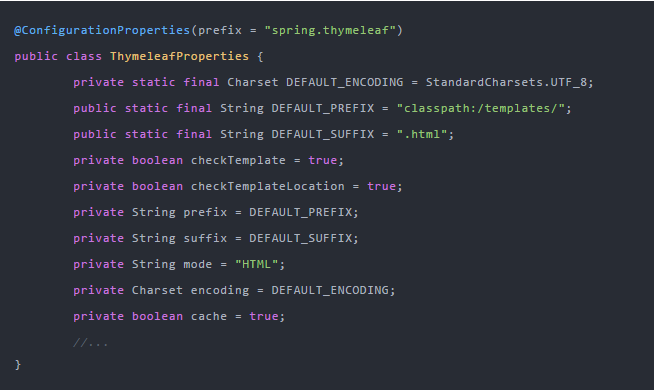 @ConfigurationProperties(prefix = "spring.thymeleaf")
public class ThymeleafProperties {
        private static final Charset DEFAULT_ENCODING = StandardCharsets.UTF_8;
        public static final String DEFAULT_PREFIX = "classpath:/templates/";
        public static final String DEFAULT_SUFFIX = ".html";
        private boolean checkTemplate = true;
        private boolean checkTemplateLocation = true;
        private String prefix = DEFAULT_PREFIX;
        private String suffix = DEFAULT_SUFFIX;
        private String mode = "HTML";
        private Charset encoding = DEFAULT_ENCODING;
        private boolean cache = true;
        //...
}